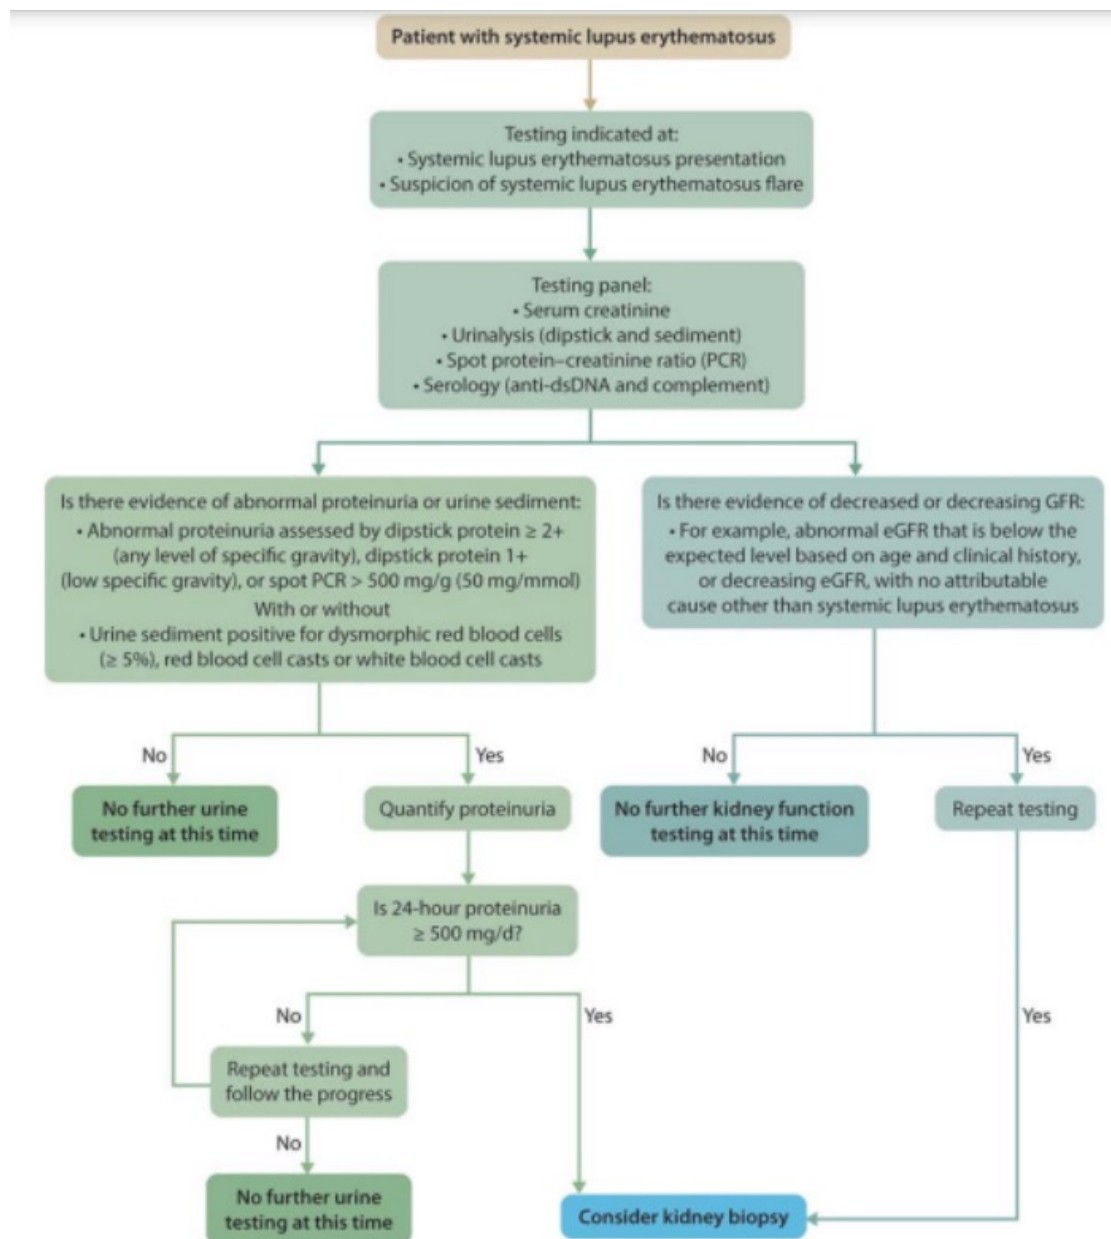 Patient with systemic lupus erythematosus
Testing indicated at:
• Systemic lupus erythematosus presentation
• Suspicion of systemic lupus erythematosus flare
Testing panel:
• Serum creatinine
• Urinalysis (dipstick and sediment)
• Spot protein–creatinine ratio (PCR)
• Serology (anti-dsDNA and complement)
Is there evidence of abnormal proteinuria or urine sediment:
• Abnormal proteinuria assessed by dipstick protein ≥ 2+
(any level of specific gravity), dipstick protein 1+
(low specific gravity), or spot PCR > 500 mg/g (50 mg/mmol)
With or without
• Urine sediment positive for dysmorphic red blood cells
(≥ 5%), red blood cell casts or white blood cell casts
Is there evidence of decreased or decreasing GFR:
• For example, abnormal eGFR that is below the
expected level based on age and clinical history,
or decreasing eGFR, with no attributable
cause other than systemic lupus erythematosus
No
Yes
No
Yes
No further urine
testing at this time
Quantify proteinuria
No further kidney function
testing at this time
Repeat testing
Is 24-hour proteinuria
≥ 500 mg/d?
No
Yes
Yes
Repeat testing and
follow the progress
No
No further urine
testing at this time
Consider kidney biopsy